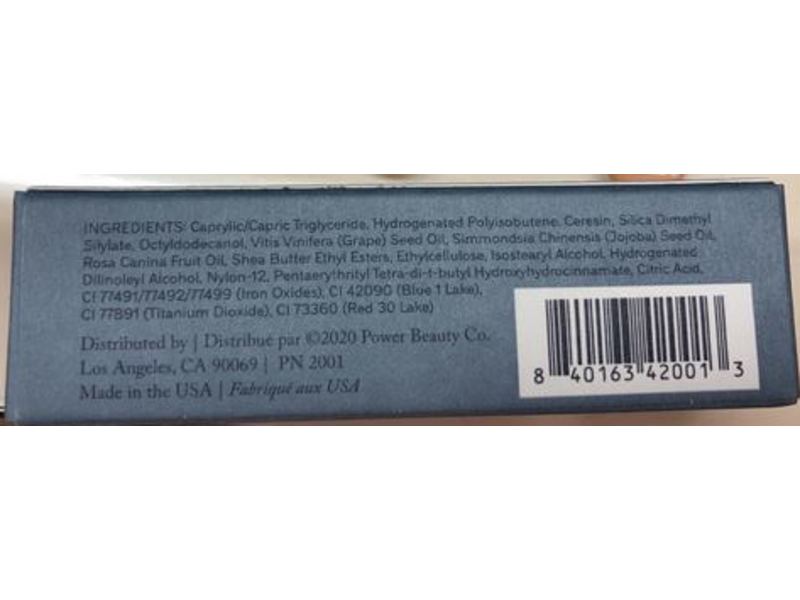 INGREDIENTS: Caprylic/Capric Triglyceride, Hydrogenated Polyisobutene, Ceresin, Silica Dimethyl
Silylate, Octyldodecanol, Vitis Vinifera (Grape) Seed Oil, Simmondsia Chinensis (Jojoba) Seed Oil,
Rosa Canina Fruit Oil, Shea Butter Ethyl Esters, Ethylcellulose, Isostearyl Alcohol, Hydrogenated
Dilinoleyl Alcohol, Nylon-12, Pentaerythrityl Tetra-di-t-butyl Hydroxyhydrocinnamate, Citric Acid,
CI 77491/77492/77499 (Iron Oxides), CI 42090 (Blue 1 Lake),
CI 77891 (Titanium Dioxide), CI 73360 (Red 30 Lake)
Distributed by | Distribué par ©2020 Power Beauty Co.
Los Angeles, CA 90069 | PN 2001
Made in the USA | Fabriqué aux USA
8 40163 42001 3